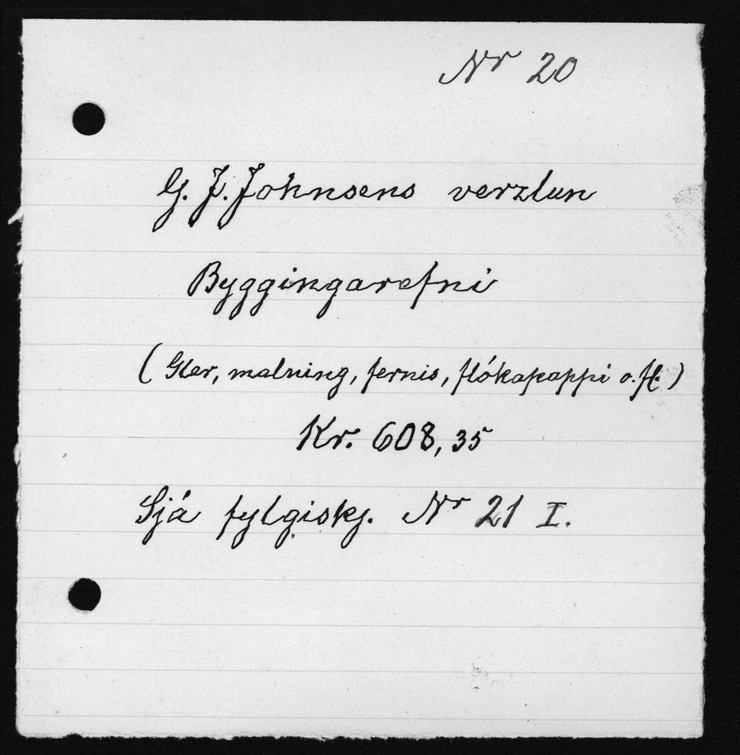 Nr 20
G. J. Johnsens verzlun
Byggingarefni
(Gler, malning, fernis, flókapappi o.fl.)
Kr. 608,35
Sjá fylgiskj. Nr 21 I.